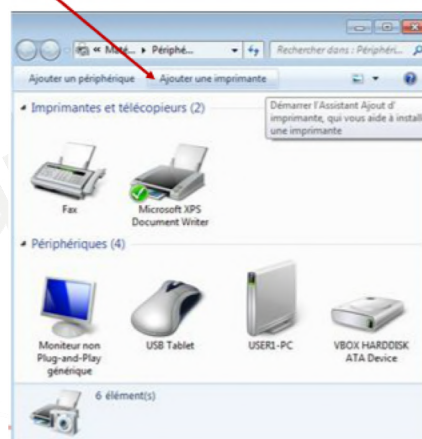 « Maté... ▸ Périphé...
Rechercher dans : Périphéri...
Ajouter un périphérique Ajouter une imprimante
Démarrer l'Assistant Ajout d'
imprimante, qui vous aide à install
une imprimante
Imprimantes et télécopieurs (2)
Fax
Microsoft XPS
Document Writer
Périphériques (4)
Moniteur non
Plug-and-Play
générique
USB Tablet
USER1-PC
VBOX HARDDISK
ATA Device
6 élément(s)